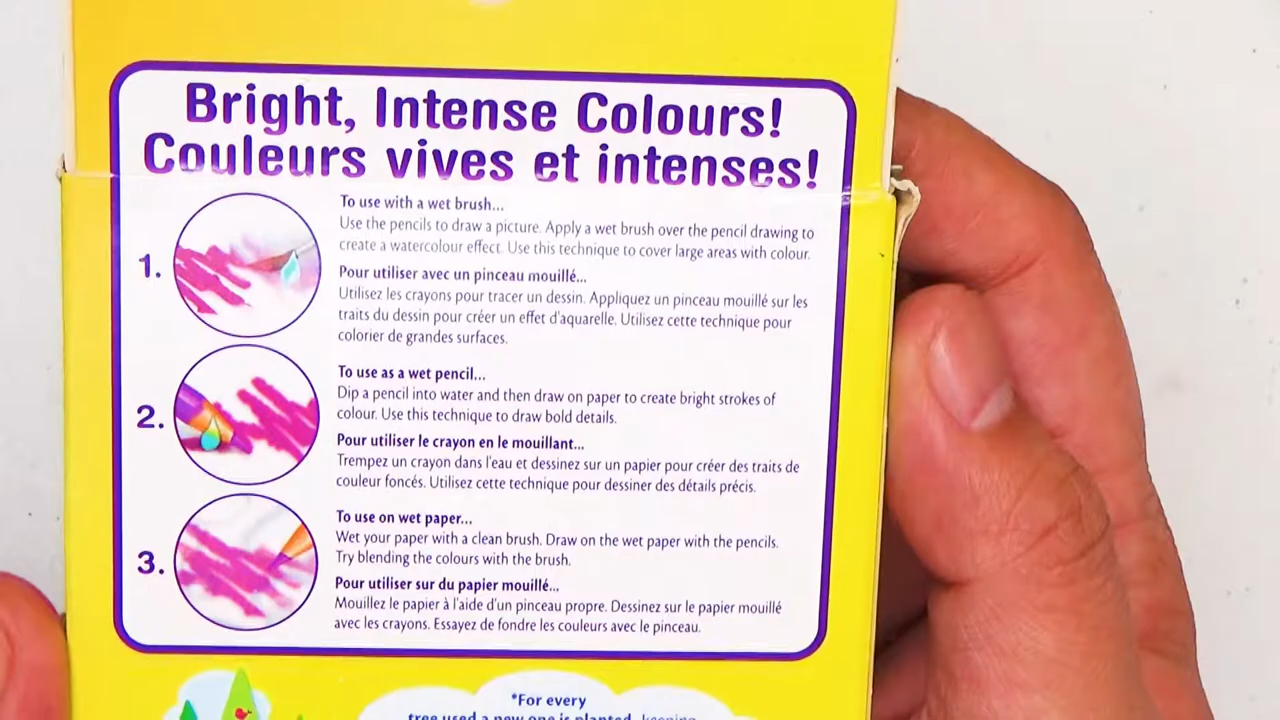 Bright, Intense Colours!
Couleurs vives et intenses!
1.
To use with a wet brush...
Use the pencils to draw a picture. Apply a wet brush over the pencil drawing to
create a watercolour effect. Use this technique to cover large areas with colour.
Pour utiliser avec un pinceau mouillé...
Utilisez les crayons pour tracer un dessin. Appliquez un pinceau mouillé sur les
traits du dessin pour créer un effet d'aquarelle. Utilisez cette technique pour
colorier de grandes surfaces.
2.
To use as a wet pencil...
Dip a pencil into water and then draw on paper to create bright strokes of
colour. Use this technique to draw bold details.
Pour utiliser le crayon en le mouillant...
Trempez un crayon dans l'eau et dessinez sur un papier pour créer des traits de
couleur foncés. Utilisez cette technique pour dessiner des détails précis.
3.
To use on wet paper...
Wet your paper with a clean brush. Draw on the wet paper with the pencils.
Try blending the colours with the brush.
Pour utiliser sur du papier mouillé...
Mouillez le papier à l'aide d'un pinceau propre. Dessinez sur le papier mouillé
avec les crayons. Essayez de fondre les couleurs avec le pinceau.
*For every
tree used a new one is planted, keeping